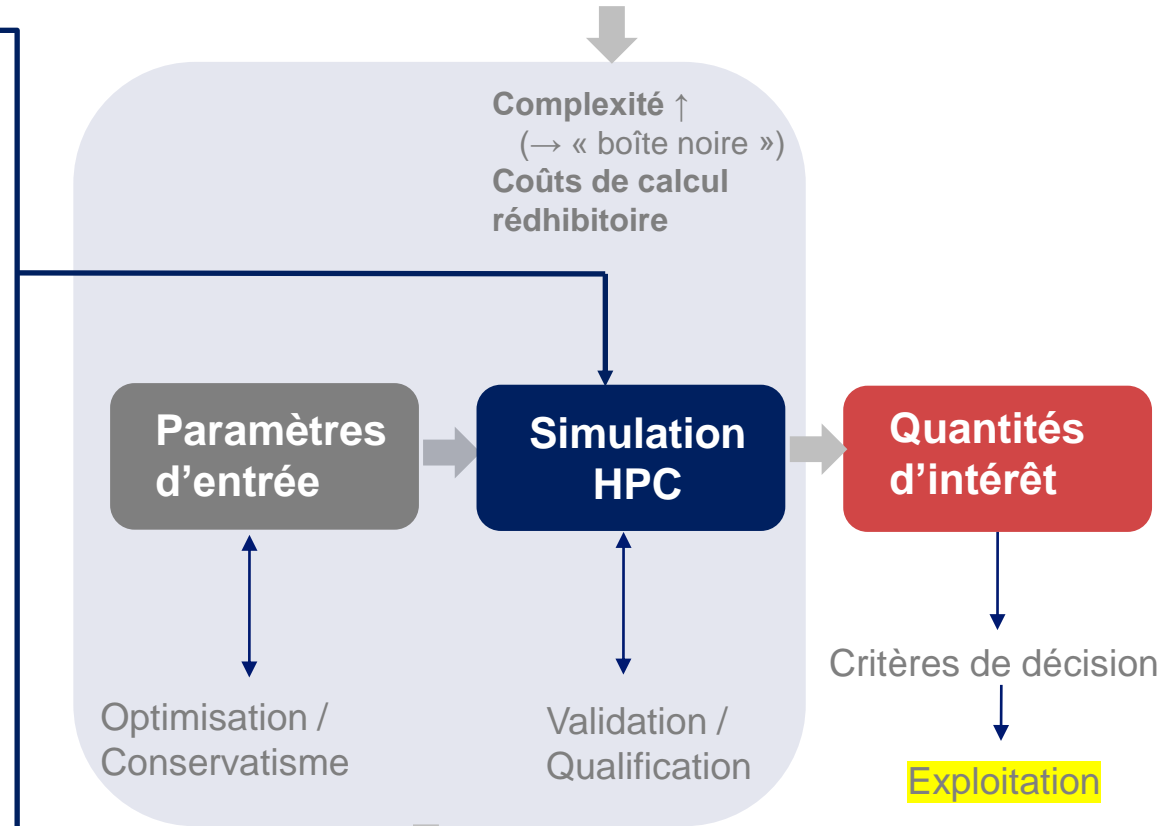 Complexité ↑
(→ « boîte noire »)
Coûts de calcul
rédhibitoire
Paramètres
d’entrée
Simulation
HPC
Quantités
d’intérêt
Optimisation /
Conservatisme
Validation /
Qualification
Critères de décision
Exploitation